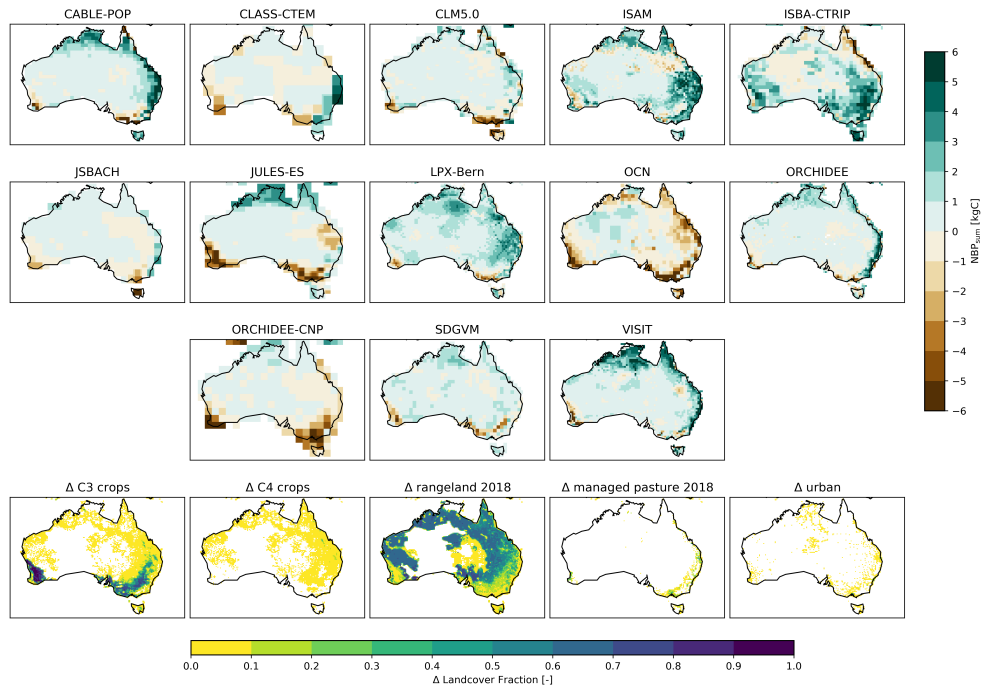 CABLE-POP CLASS-CTEM CLM5.0 ISAM ISBA-CTRIP
JSBACH JULES-ES LPX-Bern OCN ORCHIDEE
ORCHIDEE-CNP SDGVM VISIT
6
5
4
3
2
1
0
−1
−2
−3
−4
−5
−6
NBPsum [kgC]
Δ C3 crops Δ C4 crops Δ rangeland 2018 Δ managed pasture 2018 Δ urban
0.0 0.1 0.2 0.3 0.4 0.5 0.6 0.7 0.8 0.9 1.0
Δ Landcover Fraction [-]